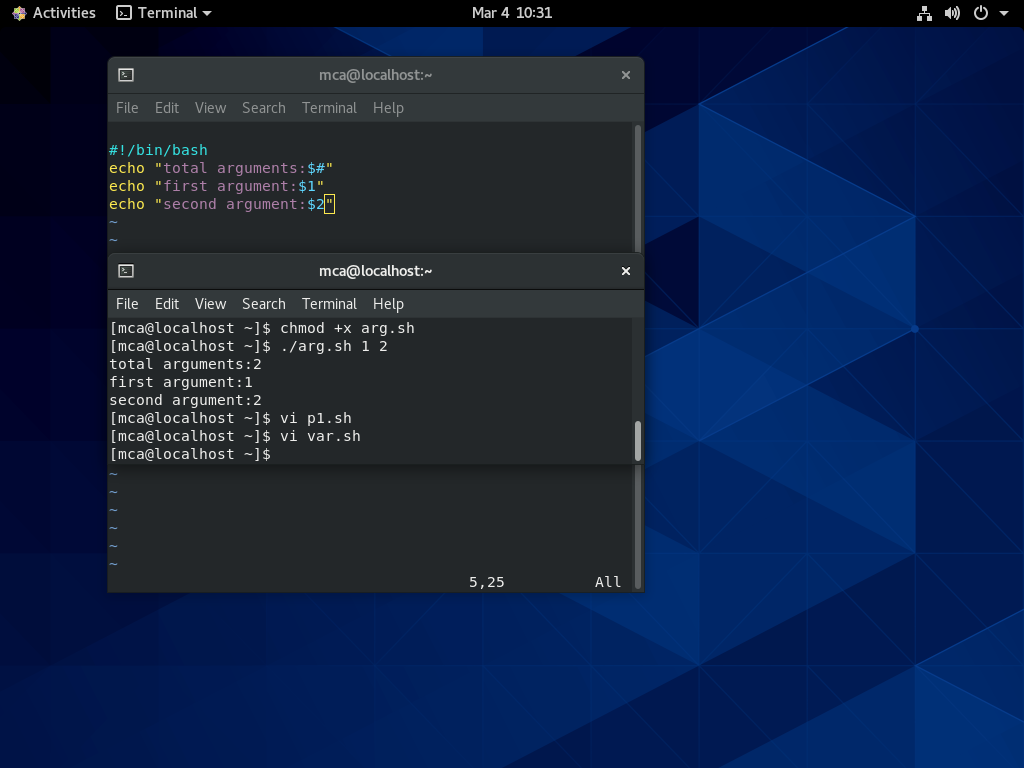 Activities Terminal Mar 4 10:31
mca@localhost:~
File Edit View Search Terminal Help
#!/bin/bash
echo "total arguments:$#"
echo "first argument:$1"
echo "second argument:$2"
~
~
mca@localhost:~
File Edit View Search Terminal Help
[mca@localhost ~]$ chmod +x arg.sh
[mca@localhost ~]$ ./arg.sh 1 2
total arguments:2
first argument:1
second argument:2
[mca@localhost ~]$ vi p1.sh
[mca@localhost ~]$ vi var.sh
[mca@localhost ~]$
~
~
~
~
~
~
5,25 All